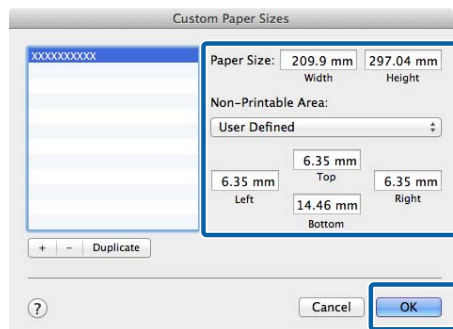 Custom Paper Sizes
XXXXXXXXXX
Paper Size: 209.9 mm 297.04 mm
Width Height
Non-Printable Area:
User Defined
6.35 mm
Top
6.35 mm 6.35 mm
Left Right
14.46 mm
Bottom
+ - Duplicate
? Cancel OK